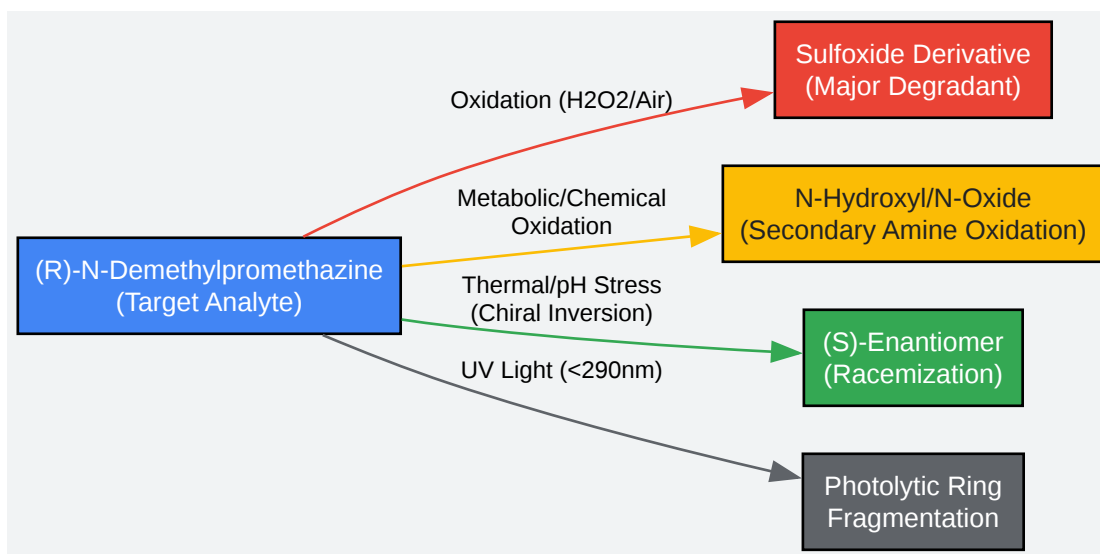 Sulfoxide Derivative
(Major Degradant)
Oxidation (H2O2/Air)
Metabolic/Chemical
Oxidation
N-Hydroxyl/N-Oxide
(Secondary Amine Oxidation)
(R)-N-Demethylpromethazine
(Target Analyte)
Thermal/pH Stress
(Chiral Inversion)
(S)-Enantiomer
(Racemization)
UV Light (<290nm)
Photolytic Ring
Fragmentation